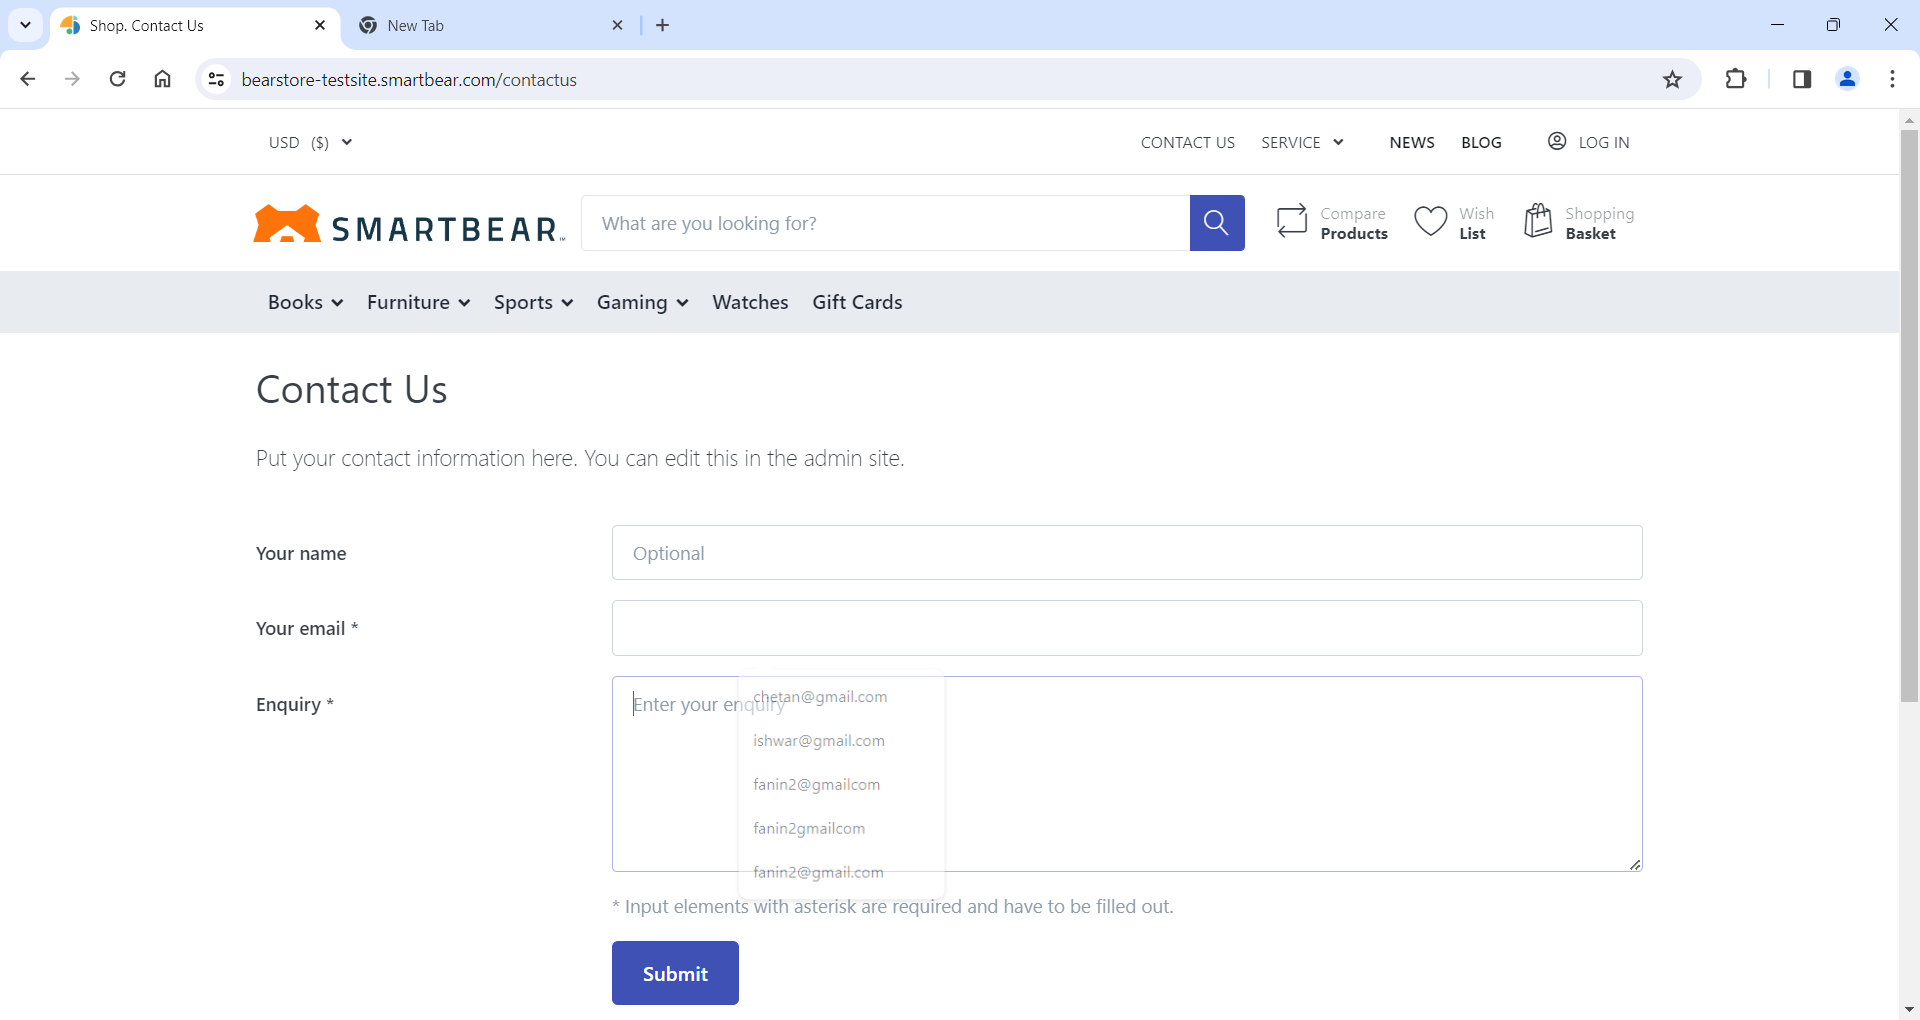 Shop. Contact Us
New Tab
bearstore-testsite.smartbear.com/contactus
USD ($)
CONTACT US SERVICE NEWS BLOG LOG IN
SMARTBEAR™
What are you looking for?
Compare Products
Wish List
Shopping Basket
Books Furniture Sports Gaming Watches Gift Cards
Contact Us
Put your contact information here. You can edit this in the admin site.
Your name
Optional
Your email *
Enquiry *
Enter your enquiry
chetan@gmail.com
ishwar@gmail.com
fanin2@gmailcom
fanin2gmailcom
fanin2@gmail.com
* Input elements with asterisk are required and have to be filled out.
Submit